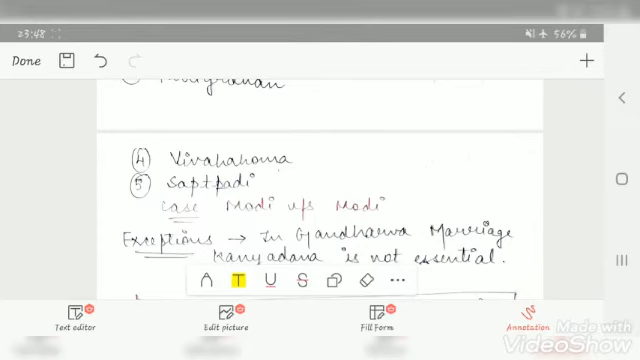 23:48
56%
Done
④ Vivahahoma
⑤ Saptpadi
Case Modi v/s Modi
Exceptions → In Gandharva Marriage
Kanyadana is not essential.
A T U S
Text editor Edit picture Fill Form Annotation
Made with
VideoShow